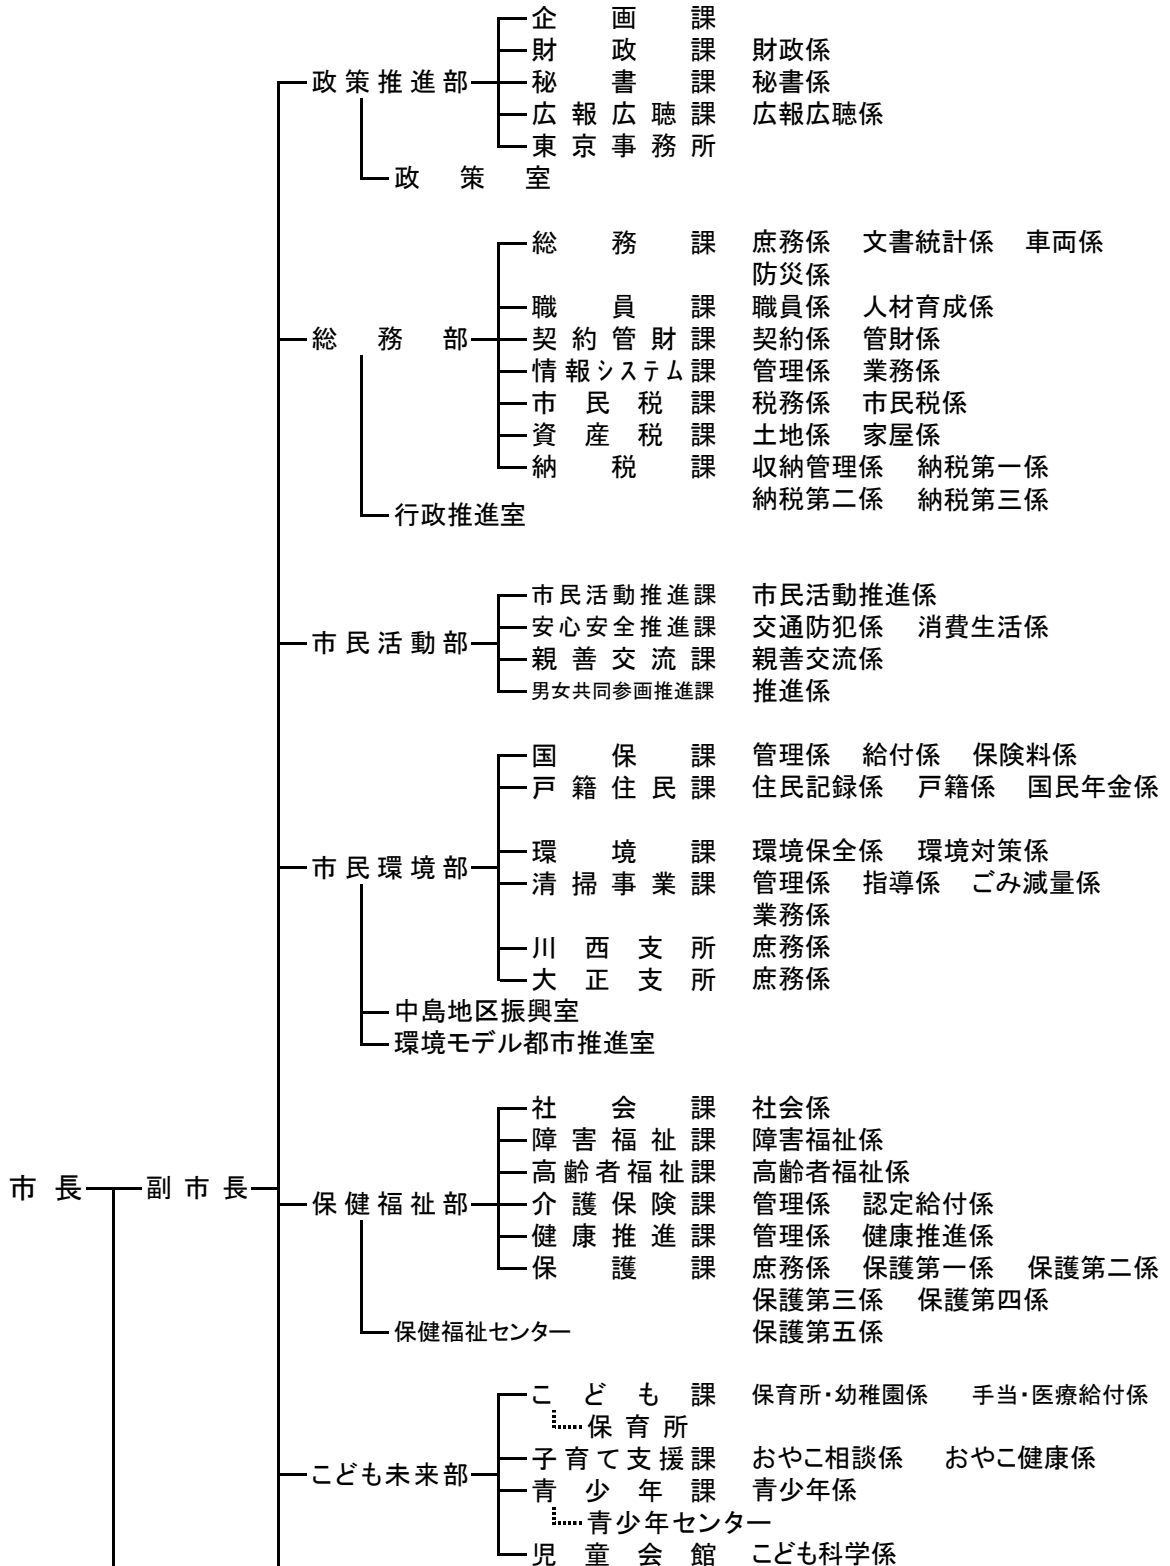 企画課
財政課 財政係
政策推進部 秘書課 秘書係
広報広聴課 広報広聴係
東京事務所
政策室
総務課 庶務係 文書統計係 車両係
防災係
職員課 職員係 人材育成係
総務部 契約管財課 契約係 管財係
情報システム課 管理係 業務係
市民税課 税務係 市民税係
資産税課 土地係 家屋係
納税課 収納管理係 納税第一係
納税第二係 納税第三係
行政推進室
市民活動推進課 市民活動推進係
市民活動部 安心安全推進課 交通防犯係 消費生活係
親善交流課 親善交流係
男女共同参画推進課 推進係
国保課 管理係 給付係 保険料係
戸籍住民課 住民記録係 戸籍係 国民年金係
環境課 環境保全係 環境対策係
市民環境部 清掃事業課 管理係 指導係 ごみ減量係
業務係
川西支所 庶務係
大正支所 庶務係
中島地区振興室
環境モデル都市推進室
社会課 社会係
障害福祉課 障害福祉係
高齢者福祉課 高齢者福祉係
市長 副市長 保健福祉部 介護保険課 管理係 認定給付係
健康推進課 管理係 健康推進係
保護課 庶務係 保護第一係 保護第二係
保護第三係 保護第四係
保健福祉センター 保護第五係
こども課 保育所・幼稚園係 手当・医療給付係
保育所
子育て支援課 おやこ相談係 おやこ健康係
こども未来部 青少年課 青少年係
青少年センター
児童会館 こども科学係